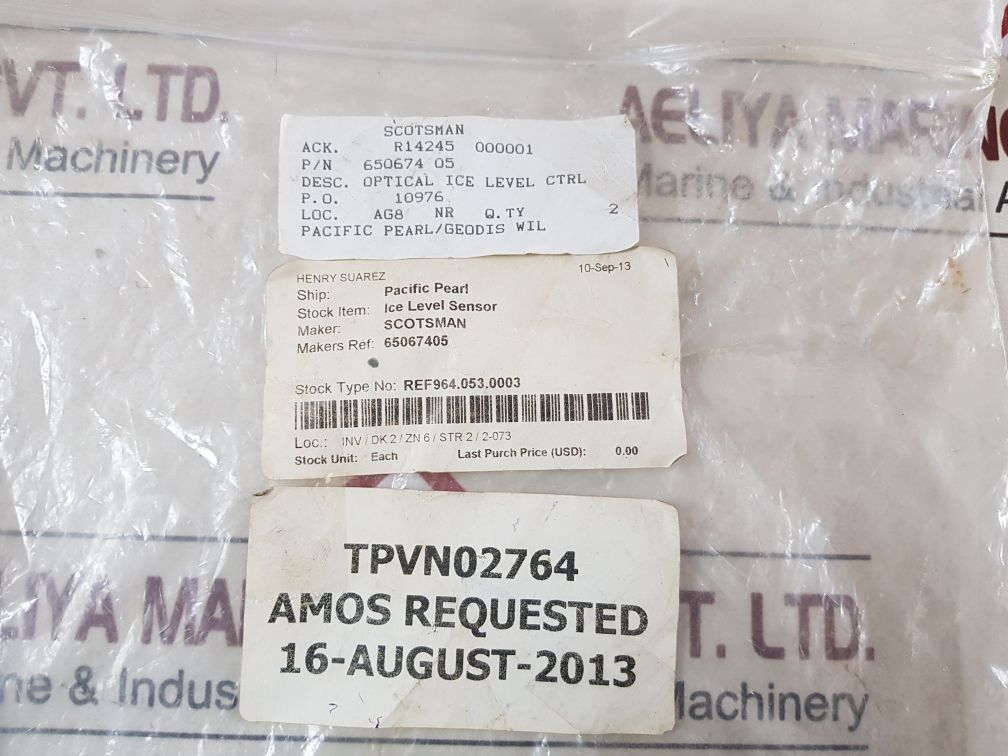 PVT. LTD.
Machinery
AELIYA MARINE
Marine & Industrial
SCOTSMAN
ACK. R14245 000001
P/N 650674 05
DESC. OPTICAL ICE LEVEL CTRL
P.O. 10976
LOC. AG8 NR Q.TY 2
PACIFIC PEARL/GEODIS WIL
HENRY SUAREZ 10-Sep-13
Ship: Pacific Pearl
Stock Item: Ice Level Sensor
Maker: SCOTSMAN
Makers Ref: 65067405
Stock Type No: REF964.053.0003
Loc.: INV / DK 2 / ZN 6 / STR 2 / 2-073
Stock Unit: Each Last Purch Price (USD): 0.00
TPVN02764
AMOS REQUESTED
16-AUGUST-2013
LIYA MA T. LTD.
ne & Indus Machinery